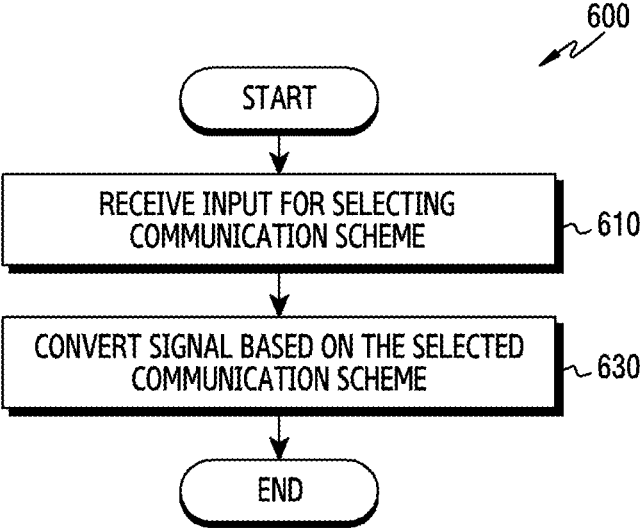 600
START
RECEIVE INPUT FOR SELECTING
COMMUNICATION SCHEME
610
CONVERT SIGNAL BASED ON THE SELECTED
COMMUNICATION SCHEME
630
END